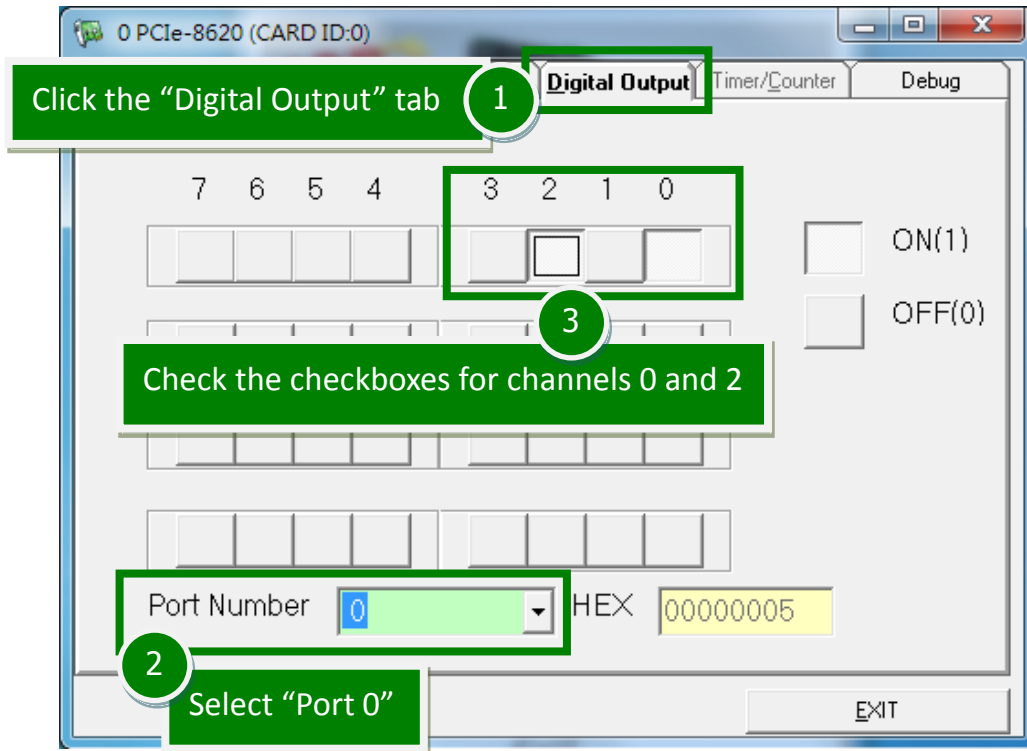 0 PCIe-8620 (CARD ID:0)
Click the “Digital Output” tab
1
Digital Output
Timer/Counter
Debug
7 6 5 4 3 2 1 0
ON(1)
OFF(0)
3
Check the checkboxes for channels 0 and 2
Port Number 0 HEX 00000005
2
Select “Port 0”
EXIT